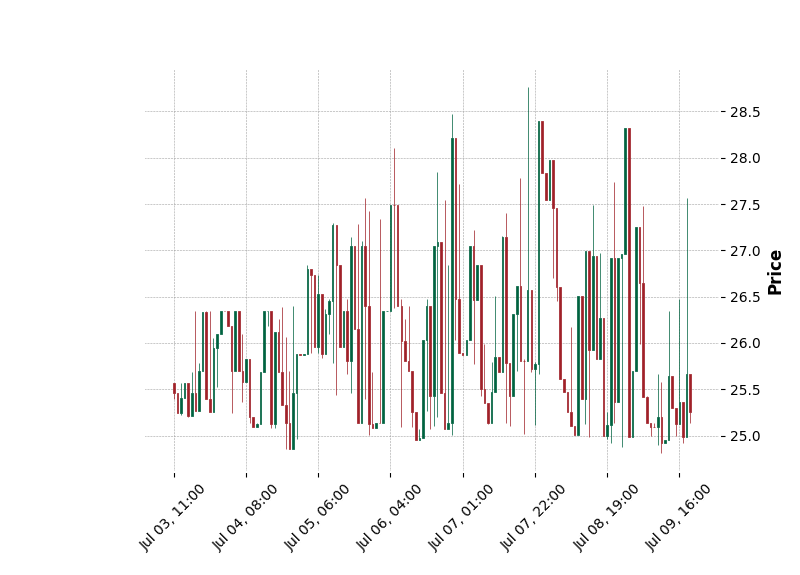 28.5
28.0
27.5
27.0
26.5
26.0
25.5
25.0
Price
Jul 03, 11:00
Jul 04, 08:00
Jul 05, 06:00
Jul 06, 04:00
Jul 07, 01:00
Jul 07, 22:00
Jul 08, 19:00
Jul 09, 16:00